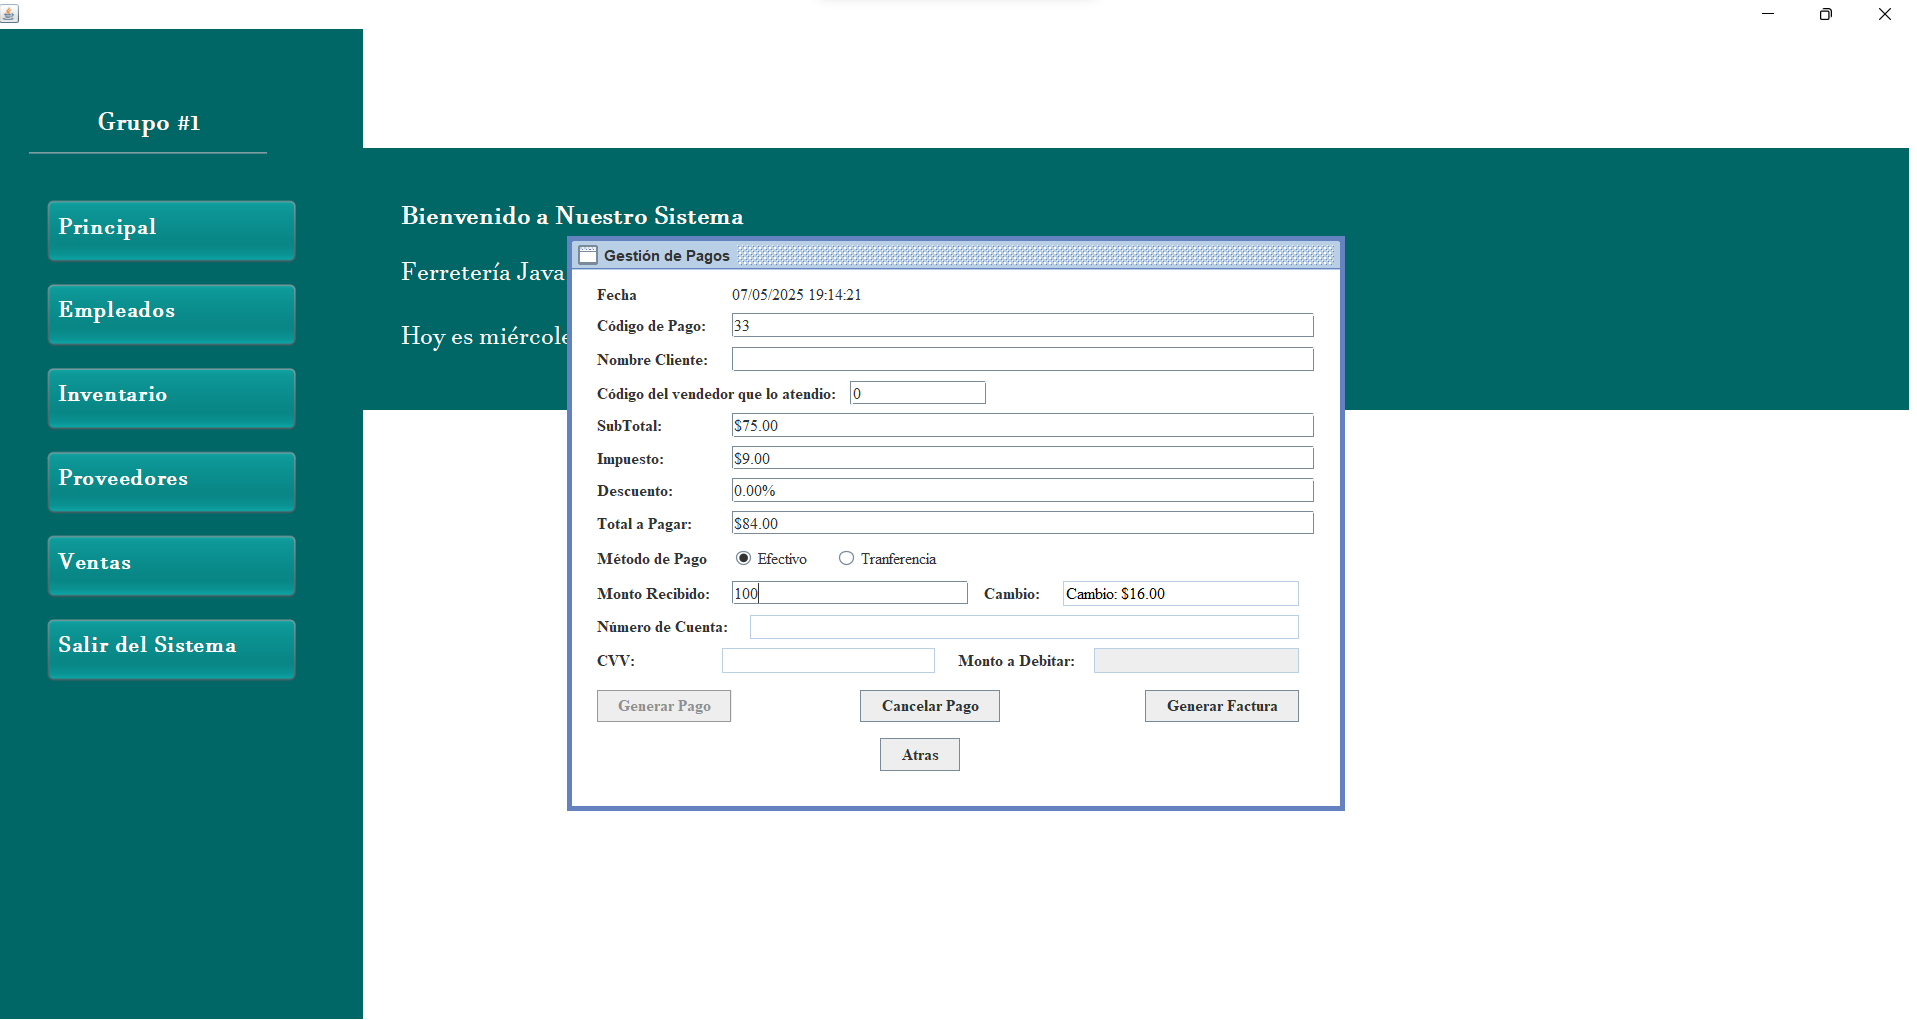 Grupo #1
Principal
Empleados
Inventario
Proveedores
Ventas
Salir del Sistema
Bienvenido a Nuestro Sistema
Ferretería Java
Hoy es miércole
Gestión de Pagos
Fecha 07/05/2025 19:14:21
Código de Pago: 33
Nombre Cliente:
Código del vendedor que lo atendio: 0
SubTotal: $75.00
Impuesto: $9.00
Descuento: 0.00%
Total a Pagar: $84.00
Método de Pago Efectivo Tranferencia
Monto Recibido: 100 Cambio: Cambio: $16.00
Número de Cuenta:
CVV: Monto a Debitar:
Generar Pago Cancelar Pago Generar Factura
Atras